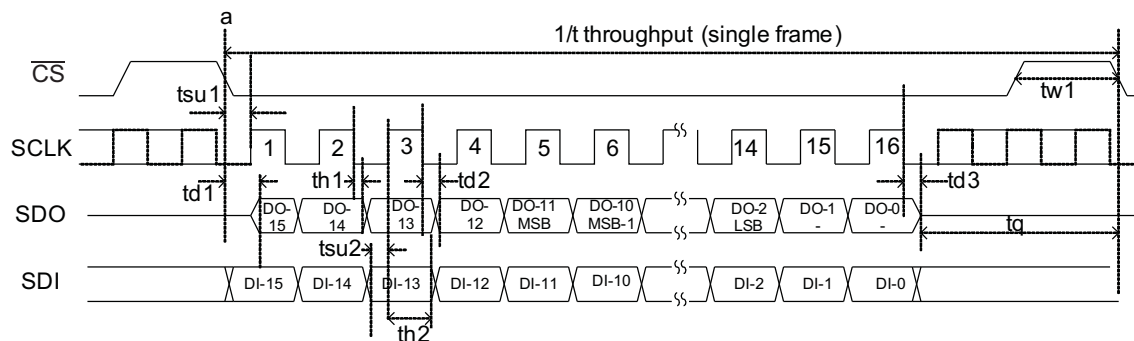 a
1/t throughput (single frame)
CS
tsu1
tw1
SCLK
1 2 3 4 5 6 14 15 16
td1
th1
td2
td3
SDO
DO-15 DO-14 DO-13 DO-12 DO-11 MSB DO-10 MSB-1 DO-2 LSB DO-1 - DO-0 -
tsu2
tq
SDI
DI-15 DI-14 DI-13 DI-12 DI-11 DI-10 DI-2 DI-1 DI-0
th2